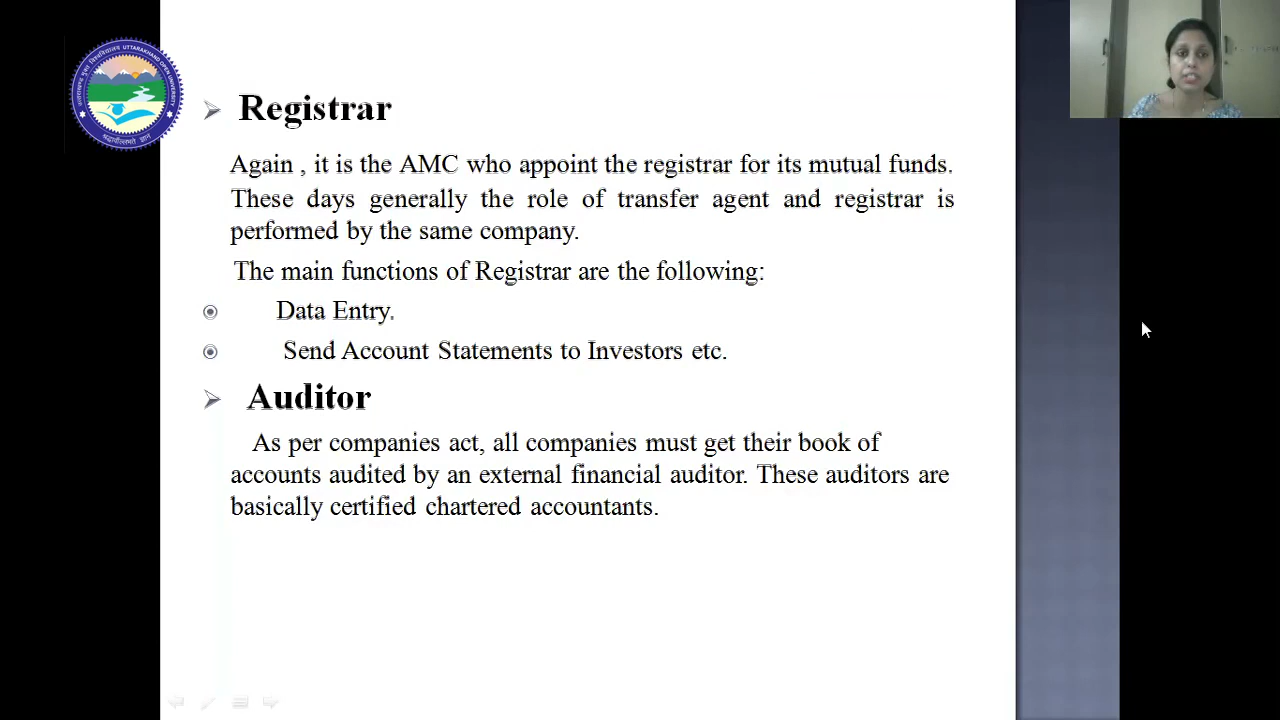 UTTARAKHAND OPEN UNIVERSITY
Registrar
Again , it is the AMC who appoint the registrar for its mutual funds.
These days generally the role of transfer agent and registrar is
performed by the same company.
The main functions of Registrar are the following:
Data Entry.
Send Account Statements to Investors etc.
Auditor
As per companies act, all companies must get their book of
accounts audited by an external financial auditor. These auditors are
basically certified chartered accountants.